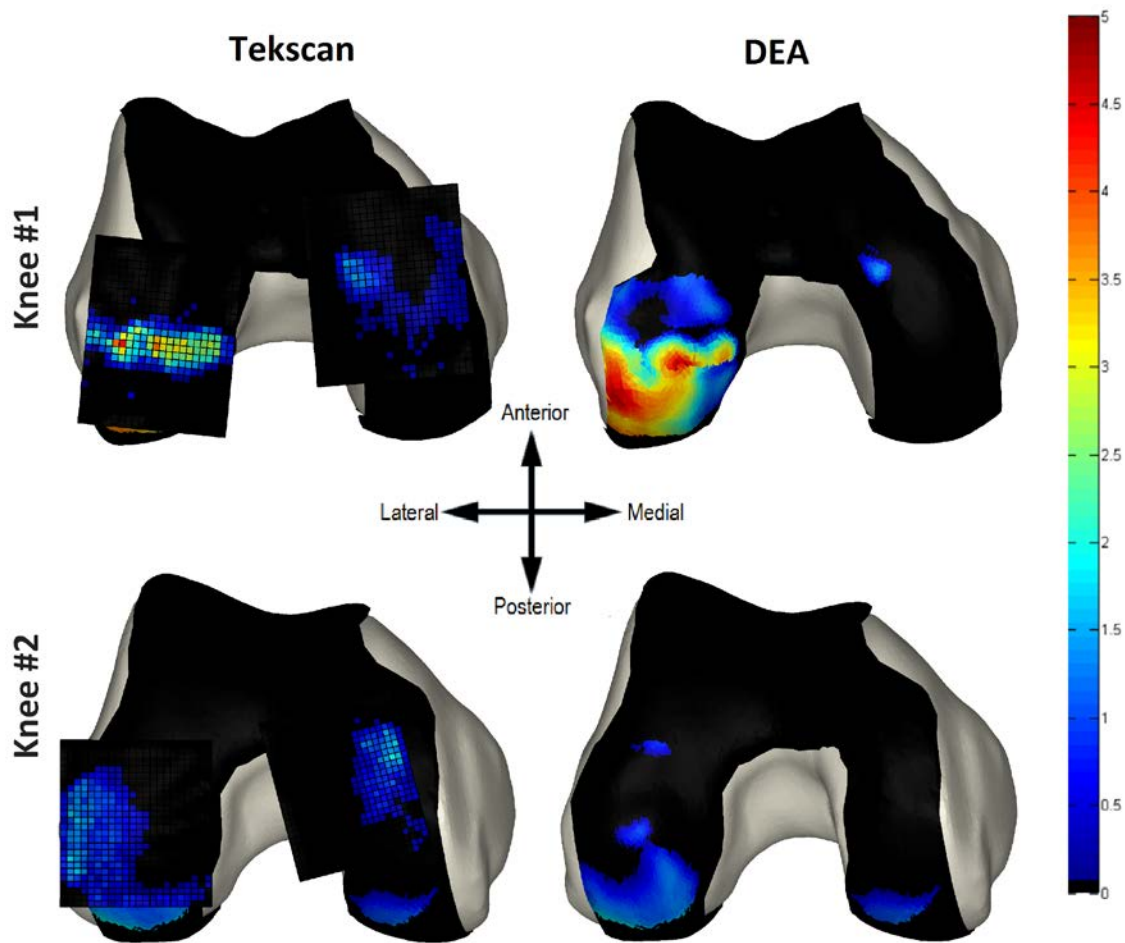 Tekscan
DEA
Knee #1
Anterior
Lateral
Medial
Posterior
Knee #2
5
4.5
4
3.5
3
2.5
2
1.5
1
0.5
0